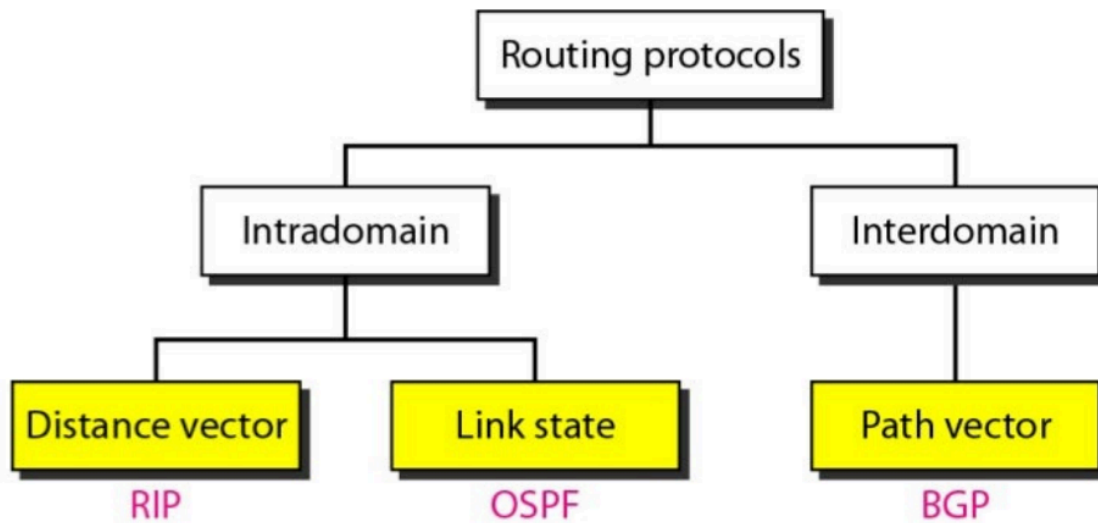 Routing protocols
Intradomain
Interdomain
Distance vector
Link state
Path vector
RIP
OSPF
BGP